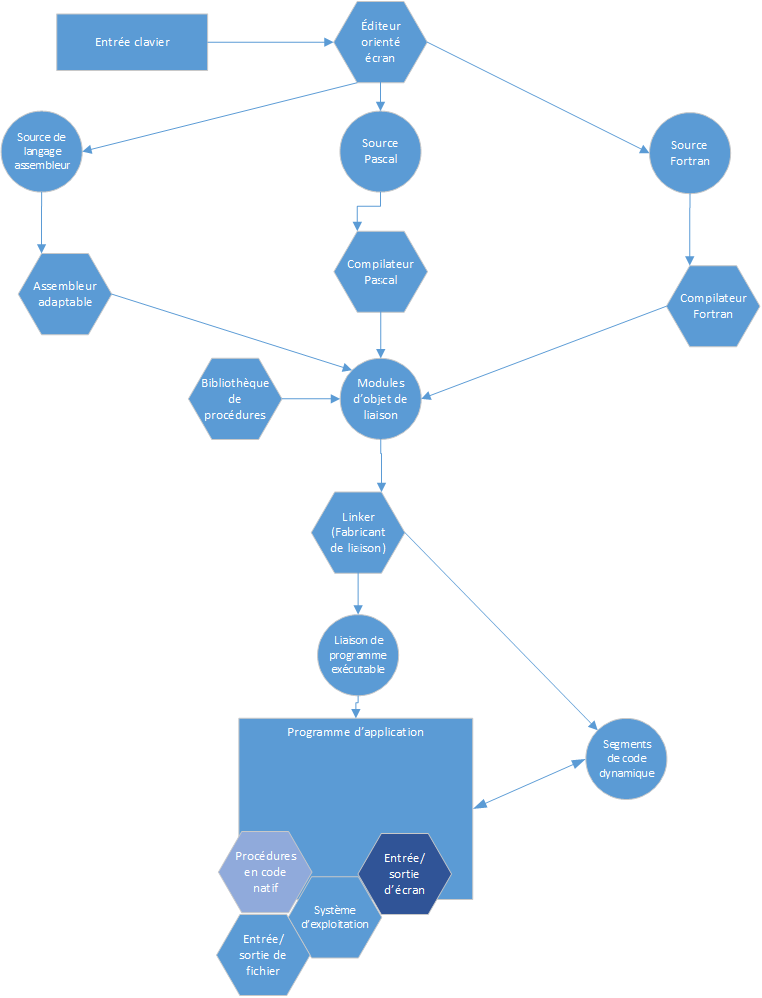 Entrée clavier
Éditeur
orienté
écran
Source de
langage
assembleur
Source
Pascal
Source
Fortran
Assembleur
adaptable
Compilateur
Pascal
Compilateur
Fortran
Bibliothèque
de
procédures
Modules
d’objet de
liaison
Linker
(Fabricant
de liaison)
Liaison de
programme
exécutable
Programme d’application
Segments
de code
dynamique
Procédures
en code
natif
Entrée/
sortie
d’écran
Système
d’exploitation
Entrée/
sortie de
fichier